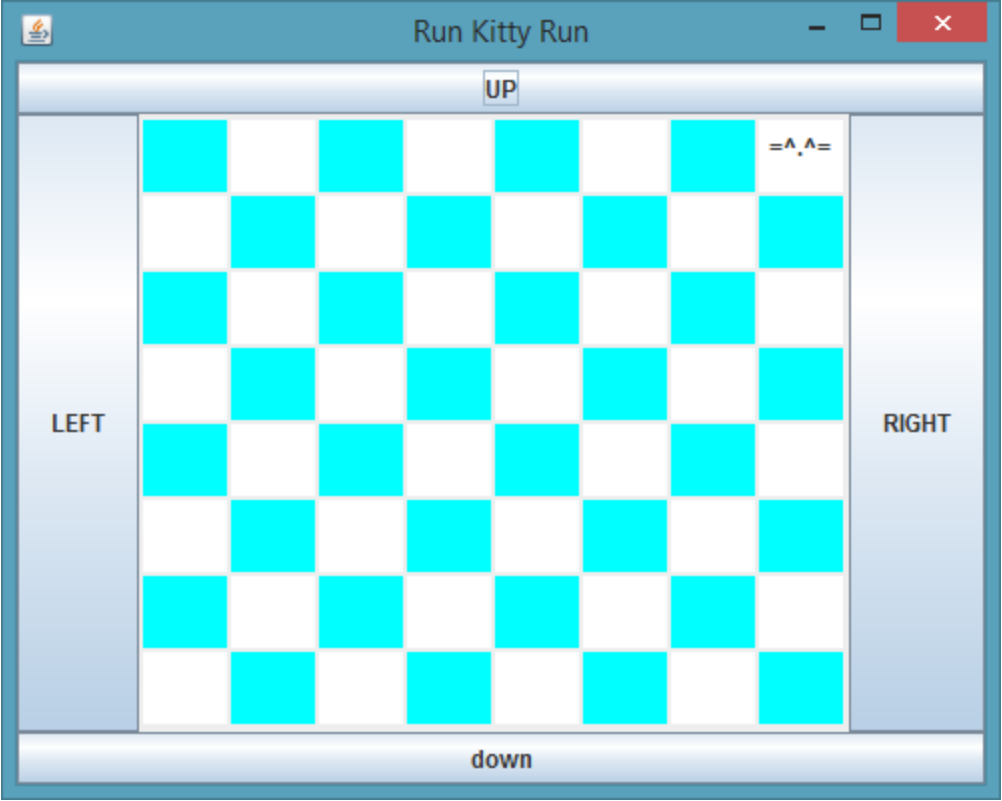 Run Kitty Run
UP
=^.^=
LEFT
RIGHT
down